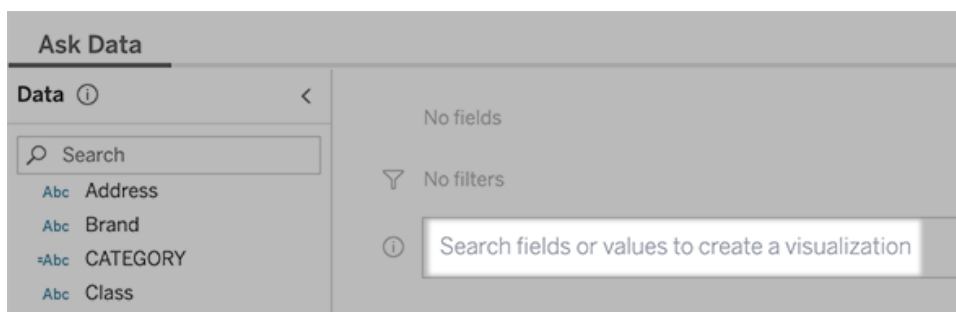 Ask Data
Data
Search
Abc Address
Abc Brand
=Abc CATEGORY
Abc Class
No fields
No filters
Search fields or values to create a visualization